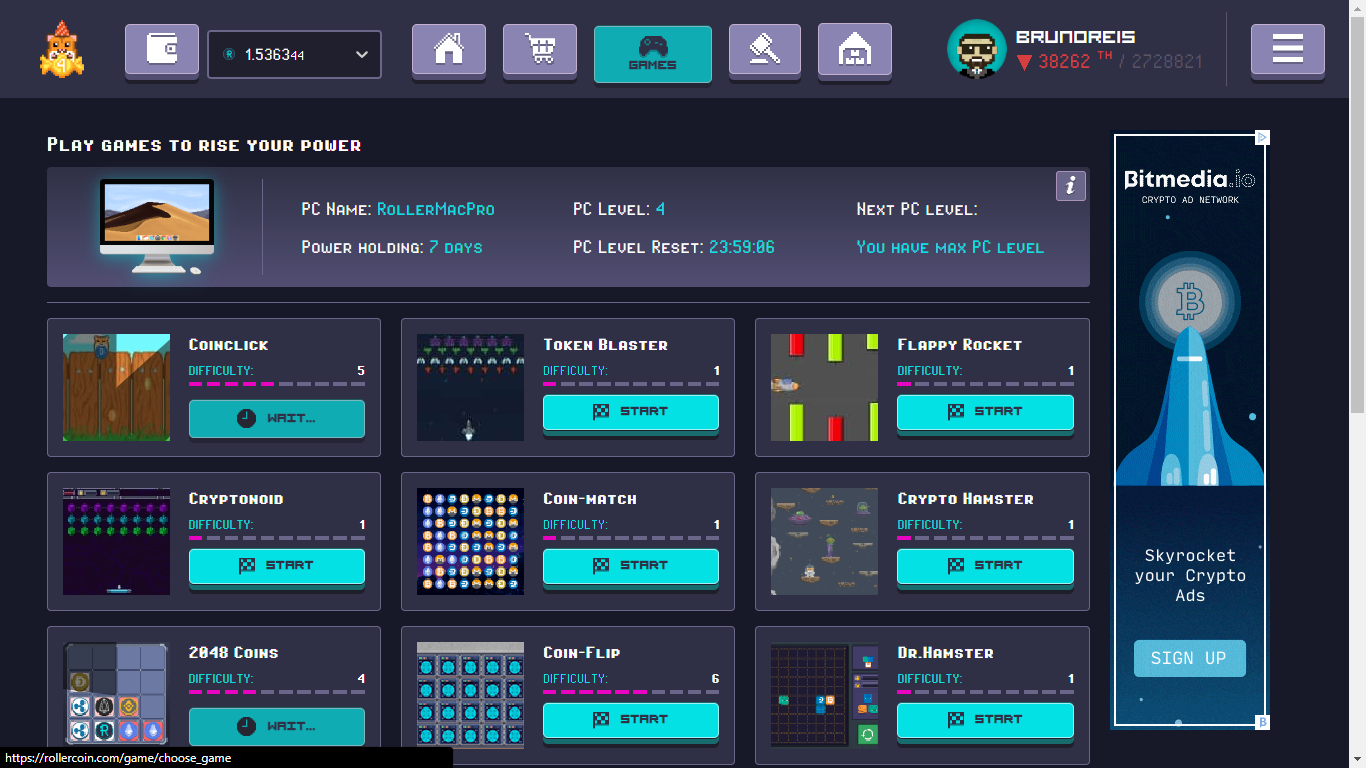 1.536344
GAMES
BRUNOREIS
38262 TH / 2728821
Play games to rise your power
PC Name: RollerMacPro
PC Level: 4
Next PC level:
Power holding: 7 days
PC Level Reset: 23:59:06
You have max PC level
i
Coinclick
DIFFICULTY: 5
WAIT...
Token Blaster
DIFFICULTY: 1
START
Flappy Rocket
DIFFICULTY: 1
START
Cryptonoid
DIFFICULTY: 1
START
Coin-match
DIFFICULTY: 1
START
Crypto Hamster
DIFFICULTY: 1
START
2048 Coins
DIFFICULTY: 4
WAIT...
Coin-Flip
DIFFICULTY: 6
START
Dr.Hamster
DIFFICULTY: 1
START
Bitmedia.io
CRYPTO AD NETWORK
Skyrocket
your Crypto
Ads
SIGN UP
https://rollercoin.com/game/choose_game